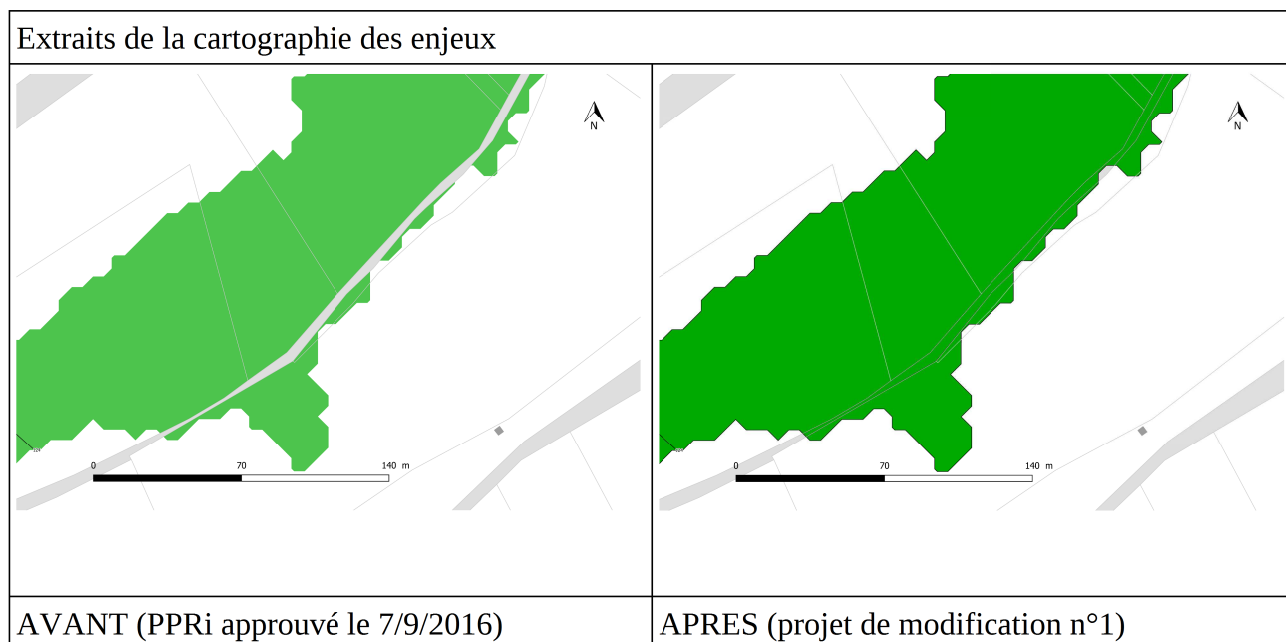 Extraits de la cartographie des enjeux
N
0 70 140 m
N
0 70 140 m
AVANT (PPRi approuvé le 7/9/2016)
APRES (projet de modification n°1)